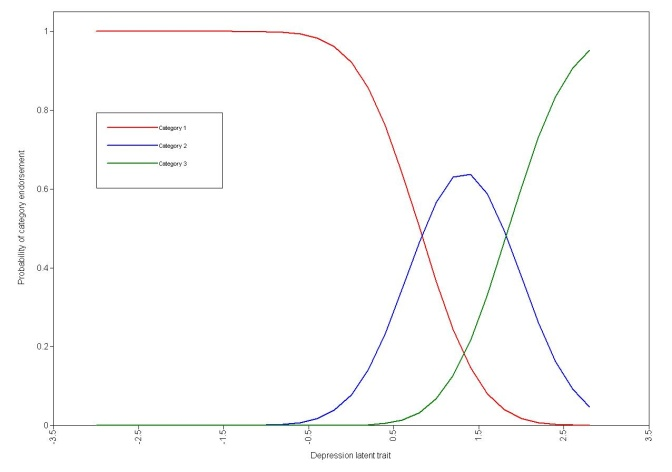 1
0.8
0.6
0.4
0.2
0
Probability of category endorsement
Category 1
Category 2
Category 3
-3.5
-2.5
-1.5
-0.5
0.5
1.5
2.5
3.5
Depression latent trait